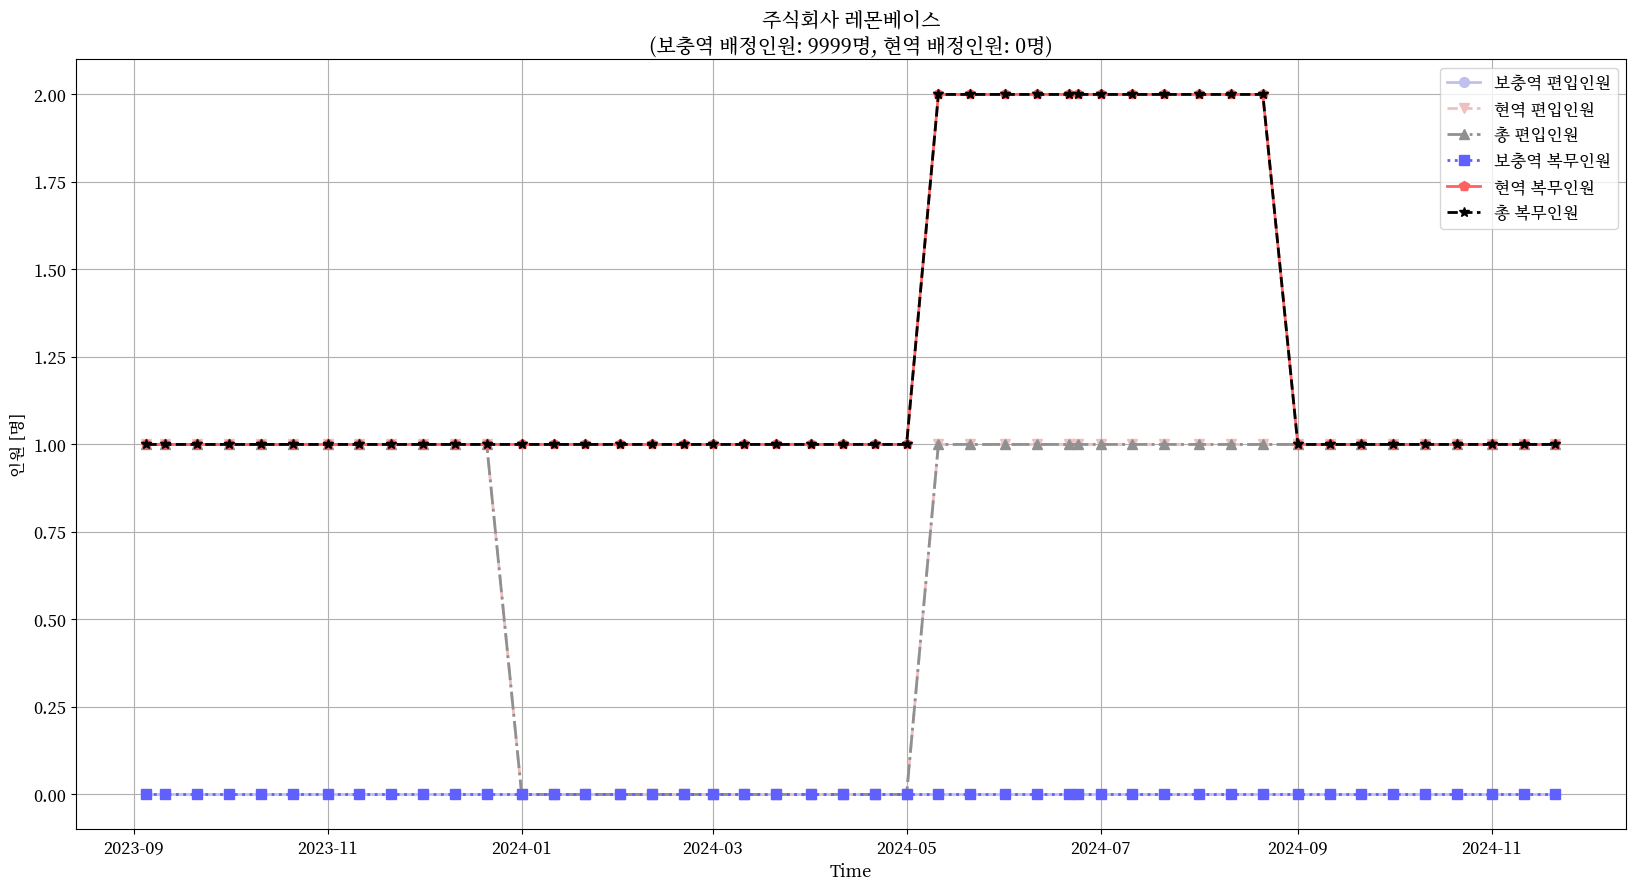 주식회사 레몬베이스
(보충역 배정인원: 9999명, 현역 배정인원: 0명)
보충역 편입인원
현역 편입인원
총 편입인원
보충역 복무인원
현역 복무인원
총 복무인원
인원 [명]
2.00
1.75
1.50
1.25
1.00
0.75
0.50
0.25
0.00
2023-09 2023-11 2024-01 2024-03 2024-05 2024-07 2024-09 2024-11
Time